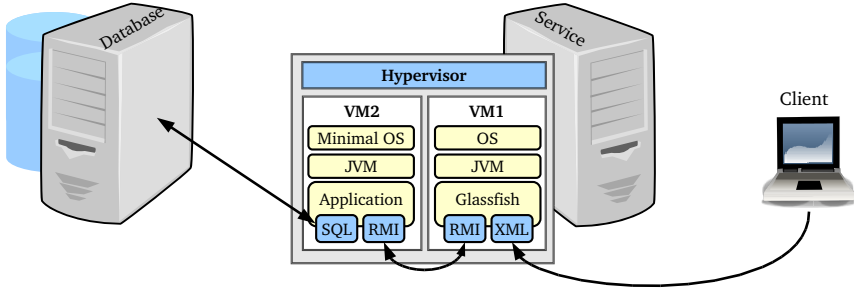 Database
Service
Hypervisor
VM2
VM1
Minimal OS
OS
JVM
JVM
Application
Glassfish
SQL
RMI
RMI
XML
Client